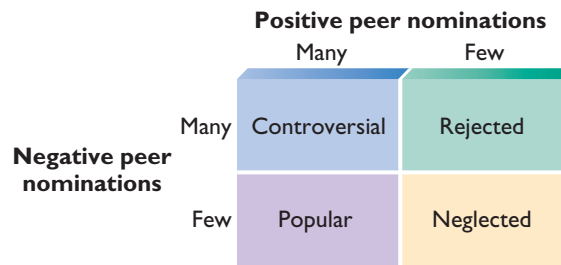 Positive peer nominations
Many Few
Many Controversial Rejected
Negative peer
nominations
Few Popular Neglected